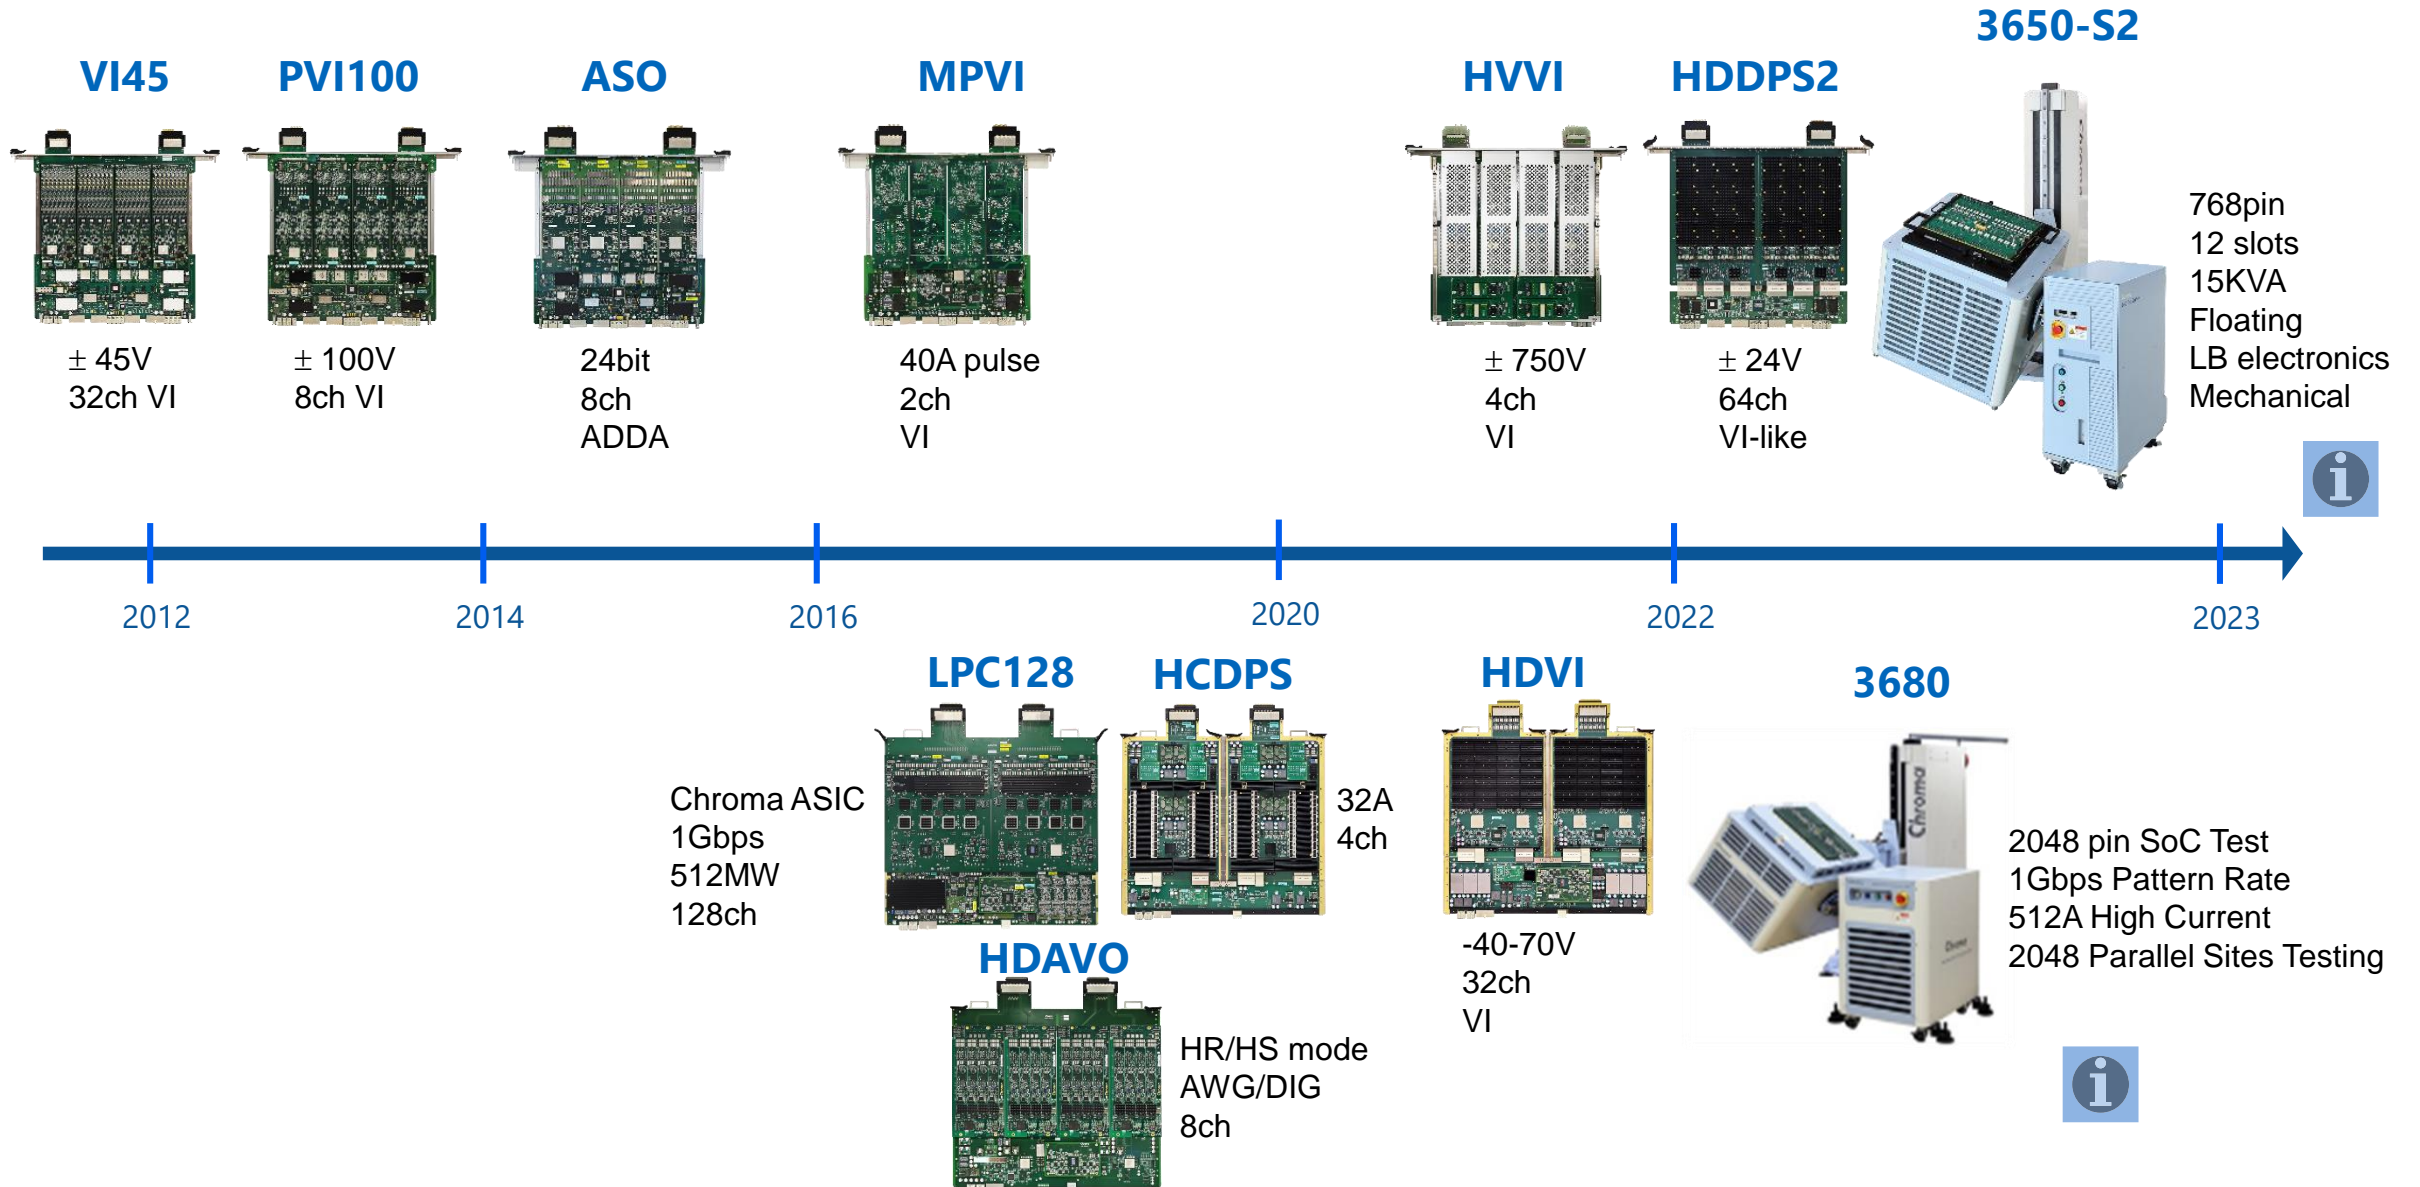 3650-S2
VI45
PVI100
ASO
MPVI
HVVI
HDDPS2
± 45V
32ch VI
± 100V
8ch VI
24bit
8ch
ADDA
40A pulse
2ch
VI
± 750V
4ch
VI
± 24V
64ch
VI-like
768pin
12 slots
15KVA
Floating
LB electronics
Mechanical
2012
2014
2016
2020
2022
2023
LPC128
HCDPS
HDVI
3680
Chroma ASIC
1Gbps
512MW
128ch
32A
4ch
-40-70V
32ch
VI
Chroma
Chroma
2048 pin SoC Test
1Gbps Pattern Rate
512A High Current
2048 Parallel Sites Testing
HDAVO
HR/HS mode
AWG/DIG
8ch